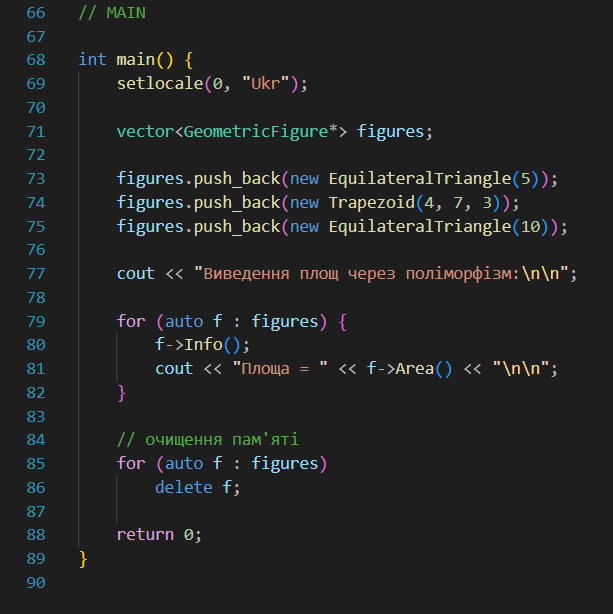 66 // MAIN
67
68 int main() {
69     setlocale(0, "Ukr");
70
71     vector<GeometricFigure*> figures;
72
73     figures.push_back(new EquilateralTriangle(5));
74     figures.push_back(new Trapezoid(4, 7, 3));
75     figures.push_back(new EquilateralTriangle(10));
76
77     cout << "Виведення площ через поліморфізм:\n\n";
78
79     for (auto f : figures) {
80         f->Info();
81         cout << "Площа = " << f->Area() << "\n\n";
82     }
83
84     // очищення пам'яті
85     for (auto f : figures)
86         delete f;
87
88     return 0;
89 }
90